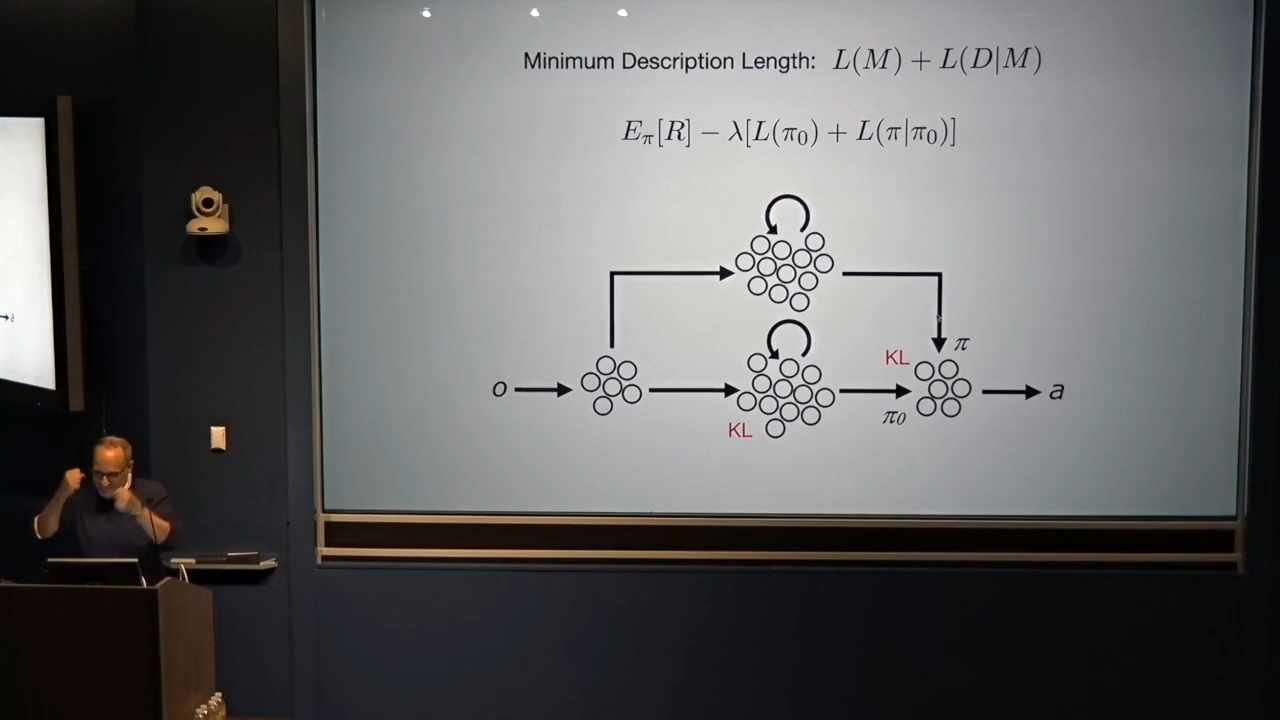 Minimum Description Length: L(M) + L(D|M)
E_π[R] − λ[L(π₀) + L(π|π₀)]
KL π
o a
π₀
KL
a